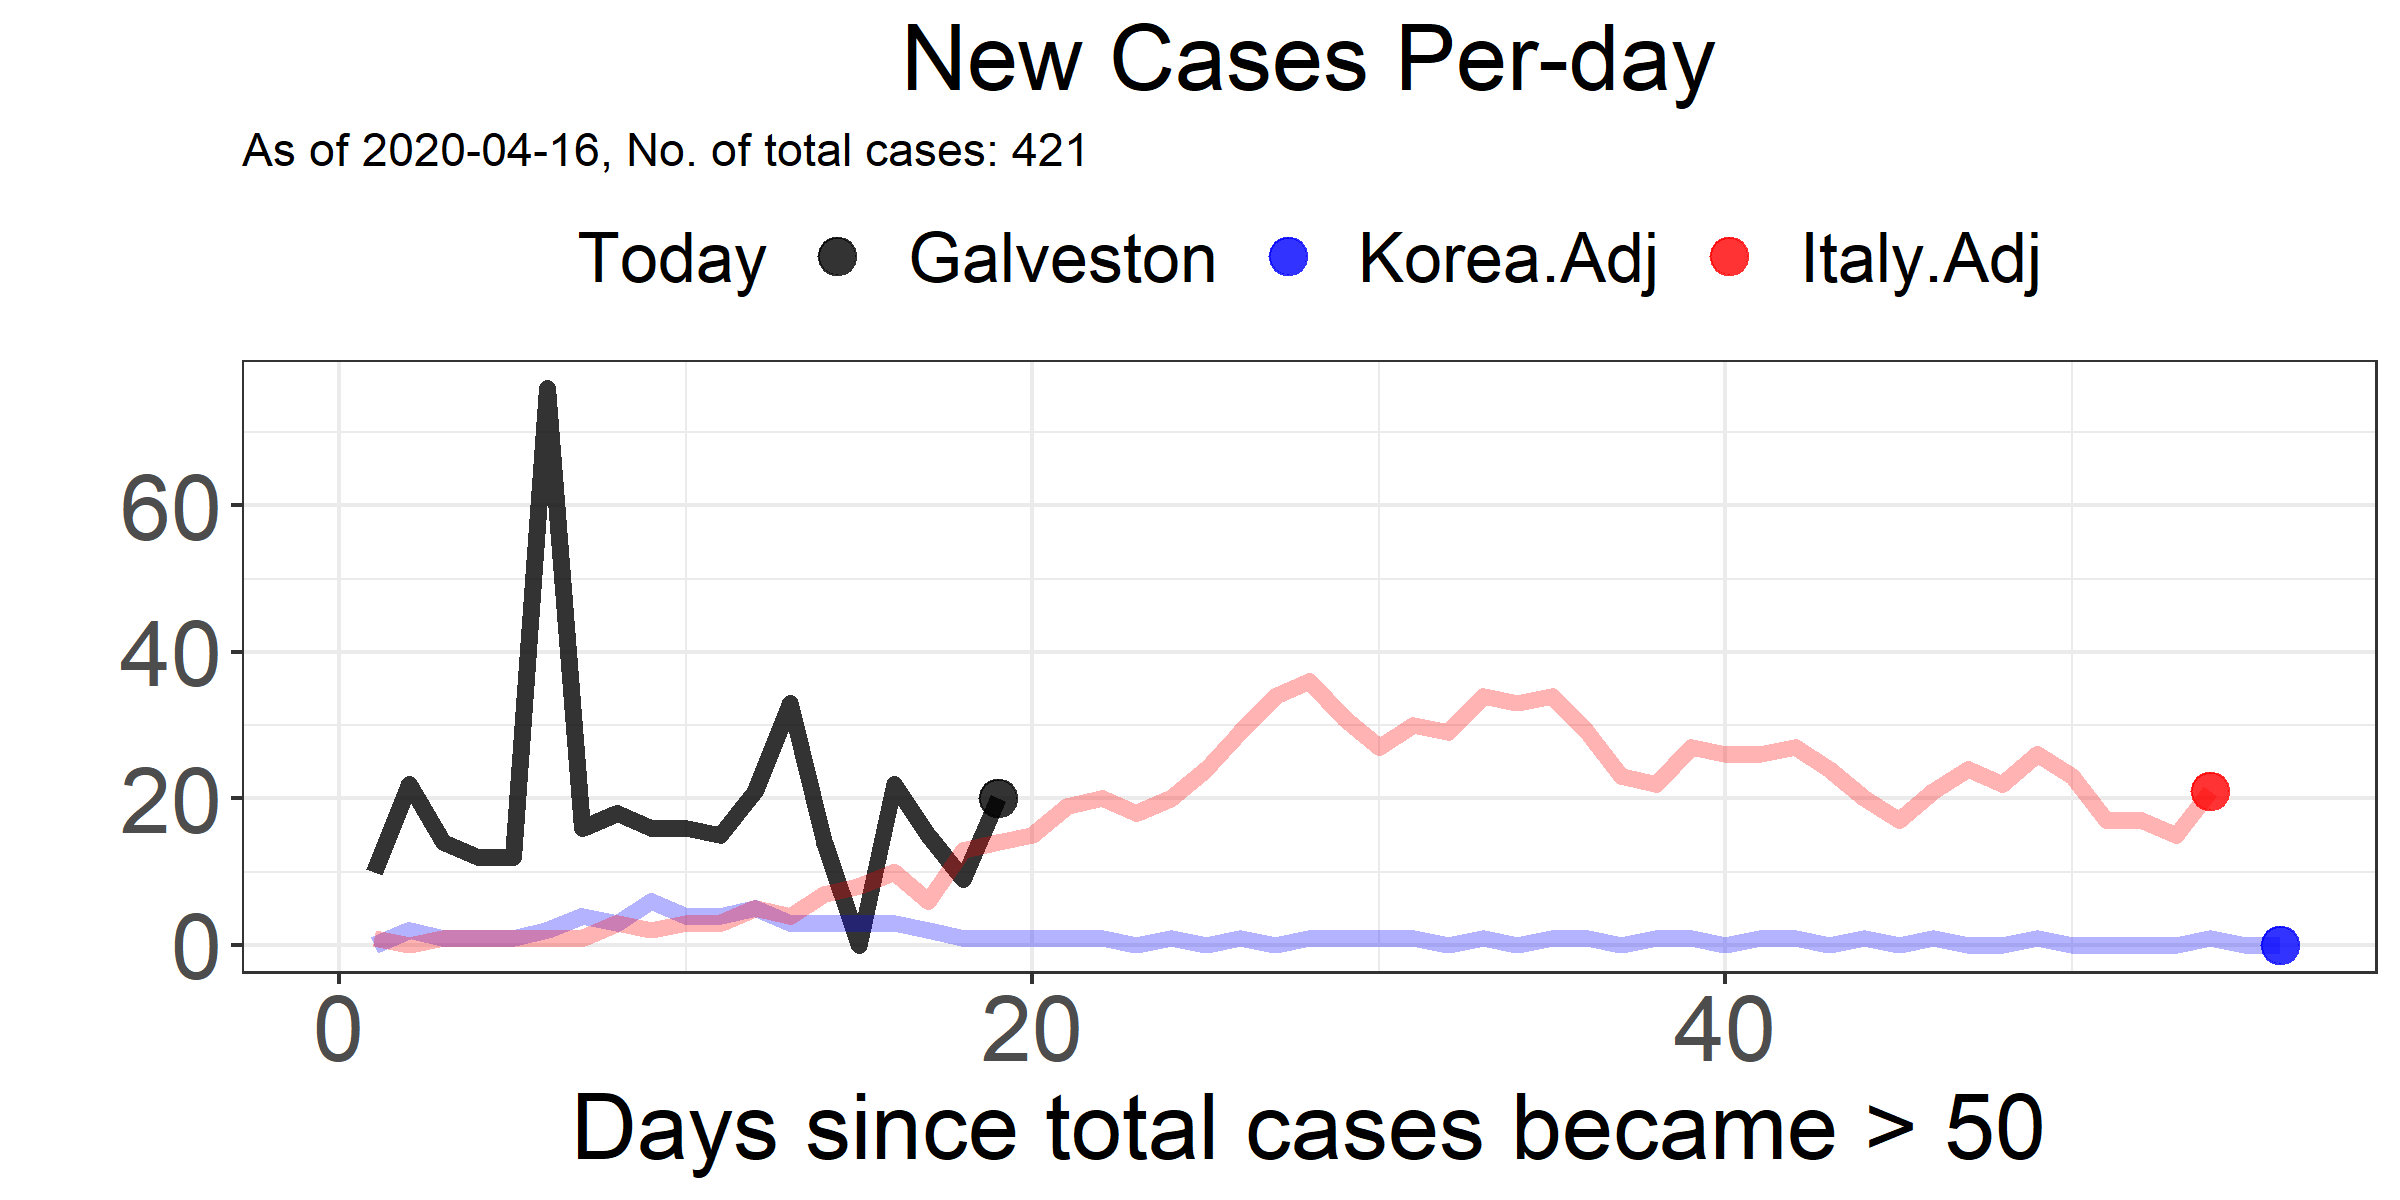 New Cases Per-day
As of 2020-04-16, No. of total cases: 421
Today Galveston Korea.Adj Italy.Adj
60
40
20
0
0 20 40
Days since total cases became > 50